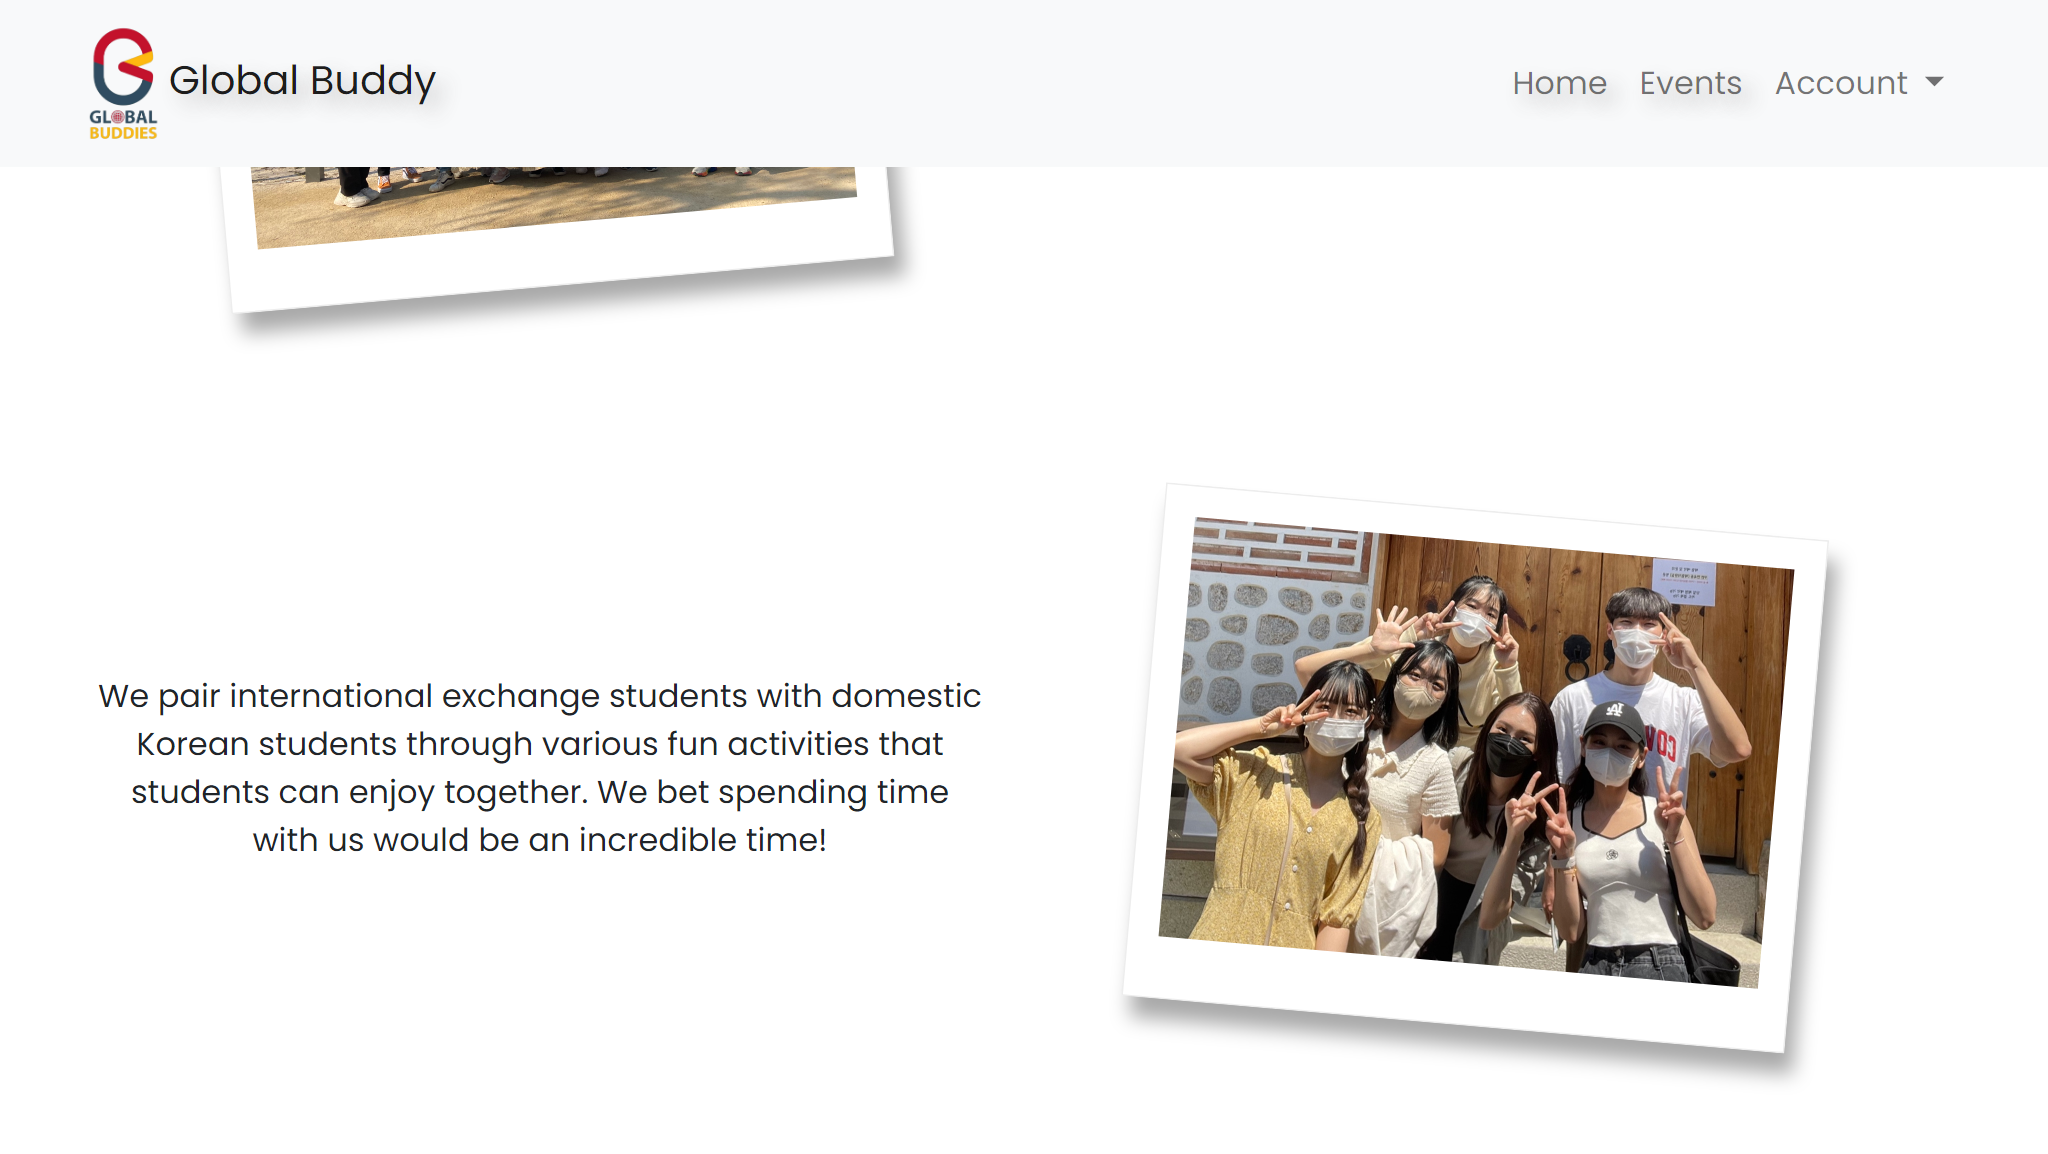 GLOBAL
BUDDIES
Global Buddy
Home
Events
Account
We pair international exchange students with domestic
Korean students through various fun activities that
students can enjoy together. We bet spending time
with us would be an incredible time!